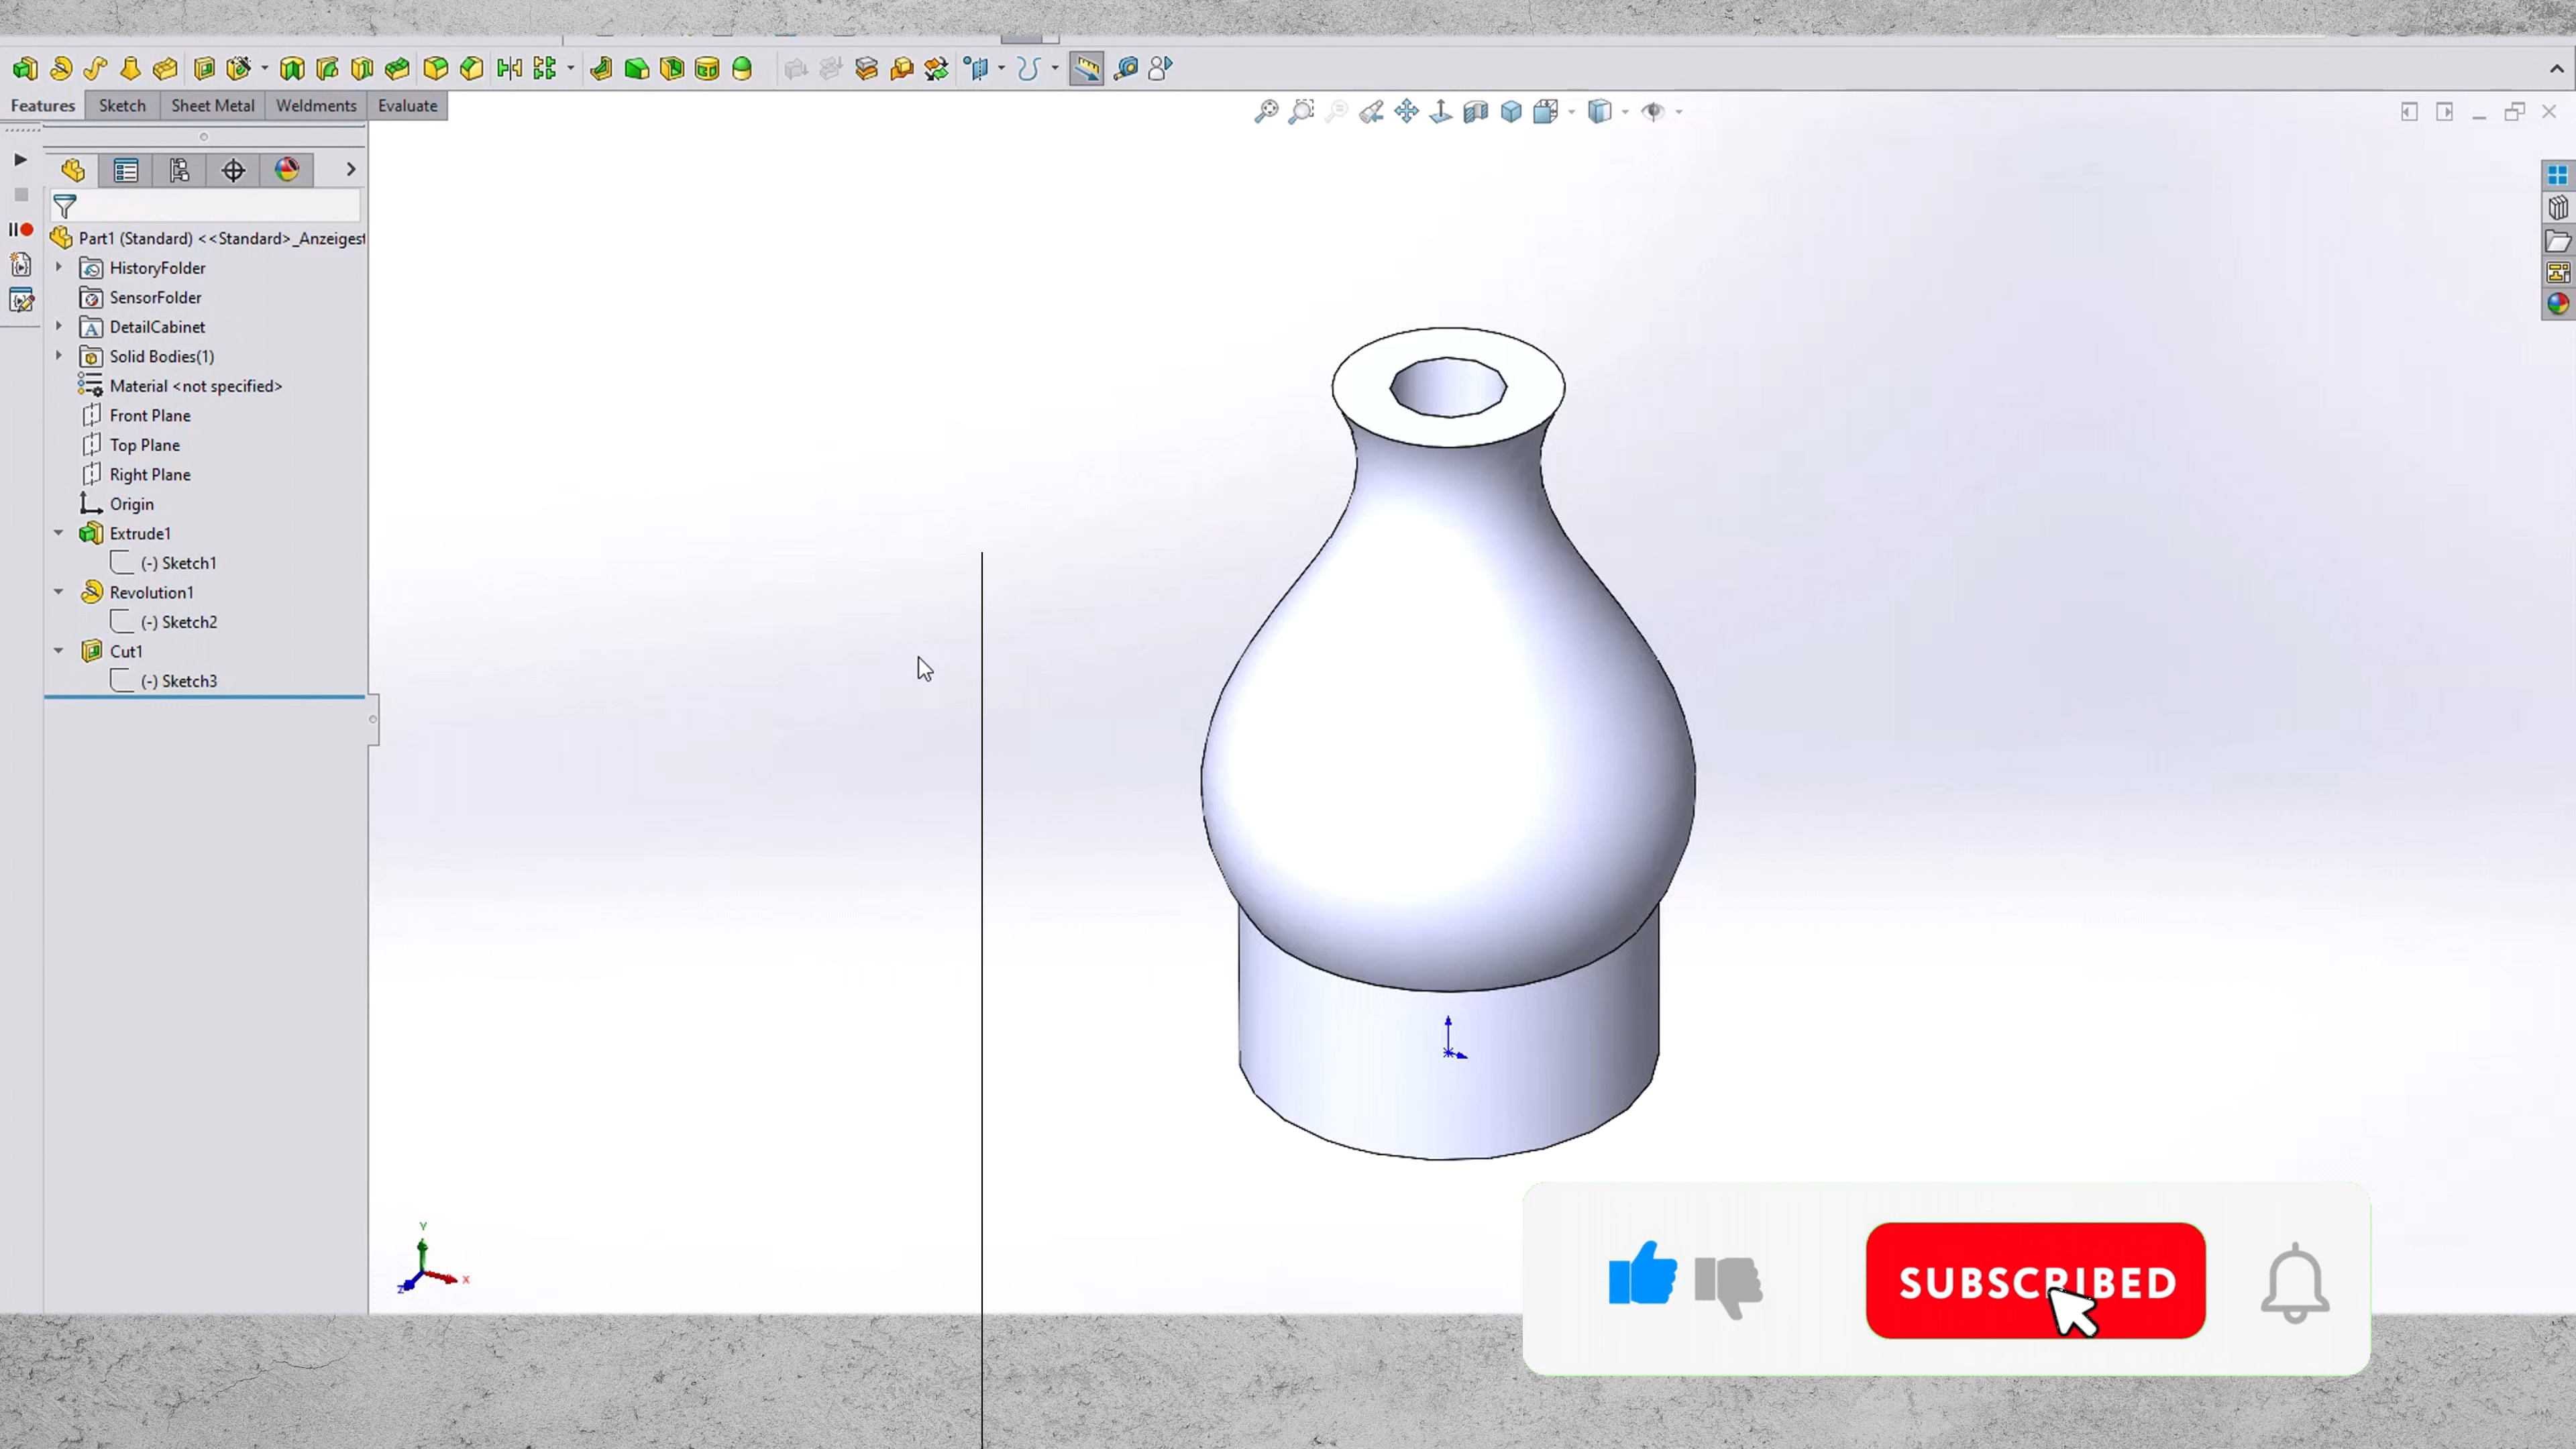 Features Sketch Sheet Metal Weldments Evaluate
Part1 (Standard) <<Standard>_Anzeigest
HistoryFolder
SensorFolder
DetailCabinet
Solid Bodies(1)
Material <not specified>
Front Plane
Top Plane
Right Plane
Origin
Extrude1
(-) Sketch1
Revolution1
(-) Sketch2
Cut1
(-) Sketch3
Y
X
Z
SUBSCRIBED